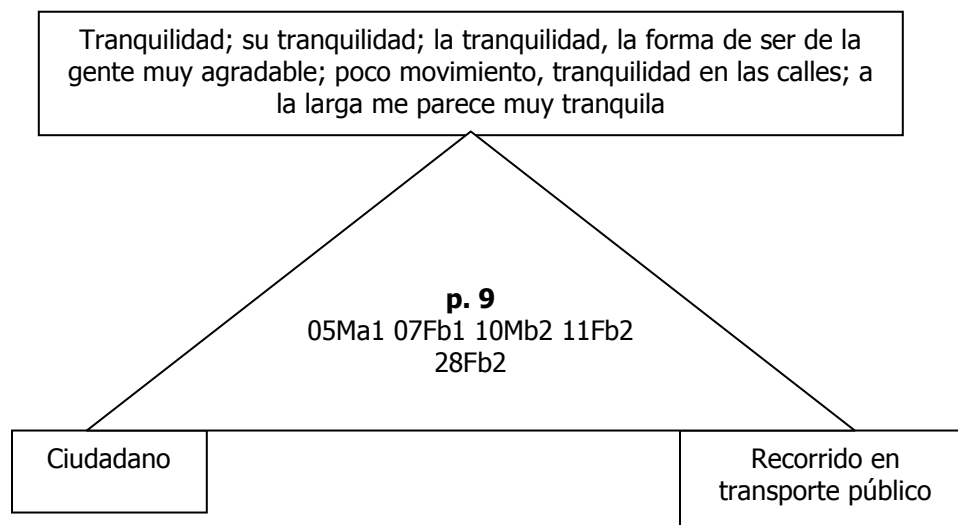 Tranquilidad; su tranquilidad; la tranquilidad, la forma de ser de la
gente muy agradable; poco movimiento, tranquilidad en las calles; a
la larga me parece muy tranquila
p. 9
05Ma1 07Fb1 10Mb2 11Fb2
28Fb2
Ciudadano
Recorrido en
transporte público